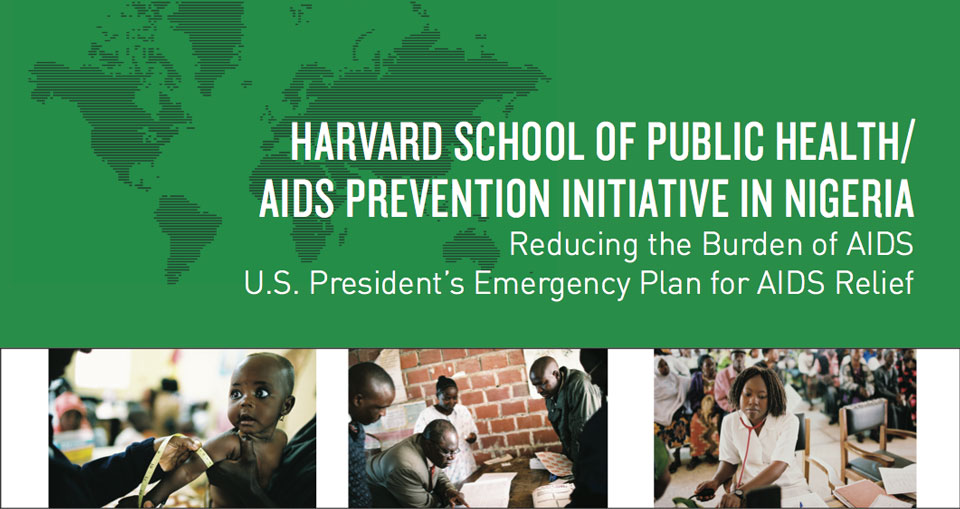 HARVARD SCHOOL OF PUBLIC HEALTH/
AIDS PREVENTION INITIATIVE IN NIGERIA
Reducing the Burden of AIDS
U.S. President’s Emergency Plan for AIDS Relief